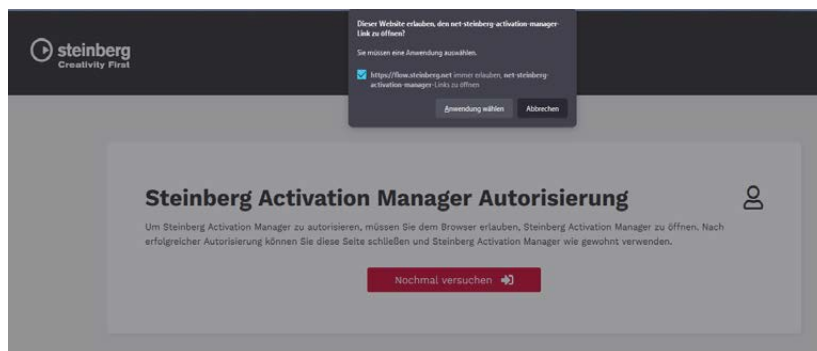 steinberg
Creativity First
Dieser Website erlauben, den net-steinberg-activation-manager-
Link zu öffnen?
Sie müssen eine Anwendung auswählen.
https://flow.steinberg.net immer erlauben, net-steinberg-
activation-manager-Links zu öffnen
Anwendung wählen
Abbrechen
Steinberg Activation Manager Autorisierung
Um Steinberg Activation Manager zu autorisieren, müssen Sie dem Browser erlauben, Steinberg Activation Manager zu öffnen. Nach
erfolgreicher Autorisierung können Sie diese Seite schließen und Steinberg Activation Manager wie gewohnt verwenden.
Nochmal versuchen